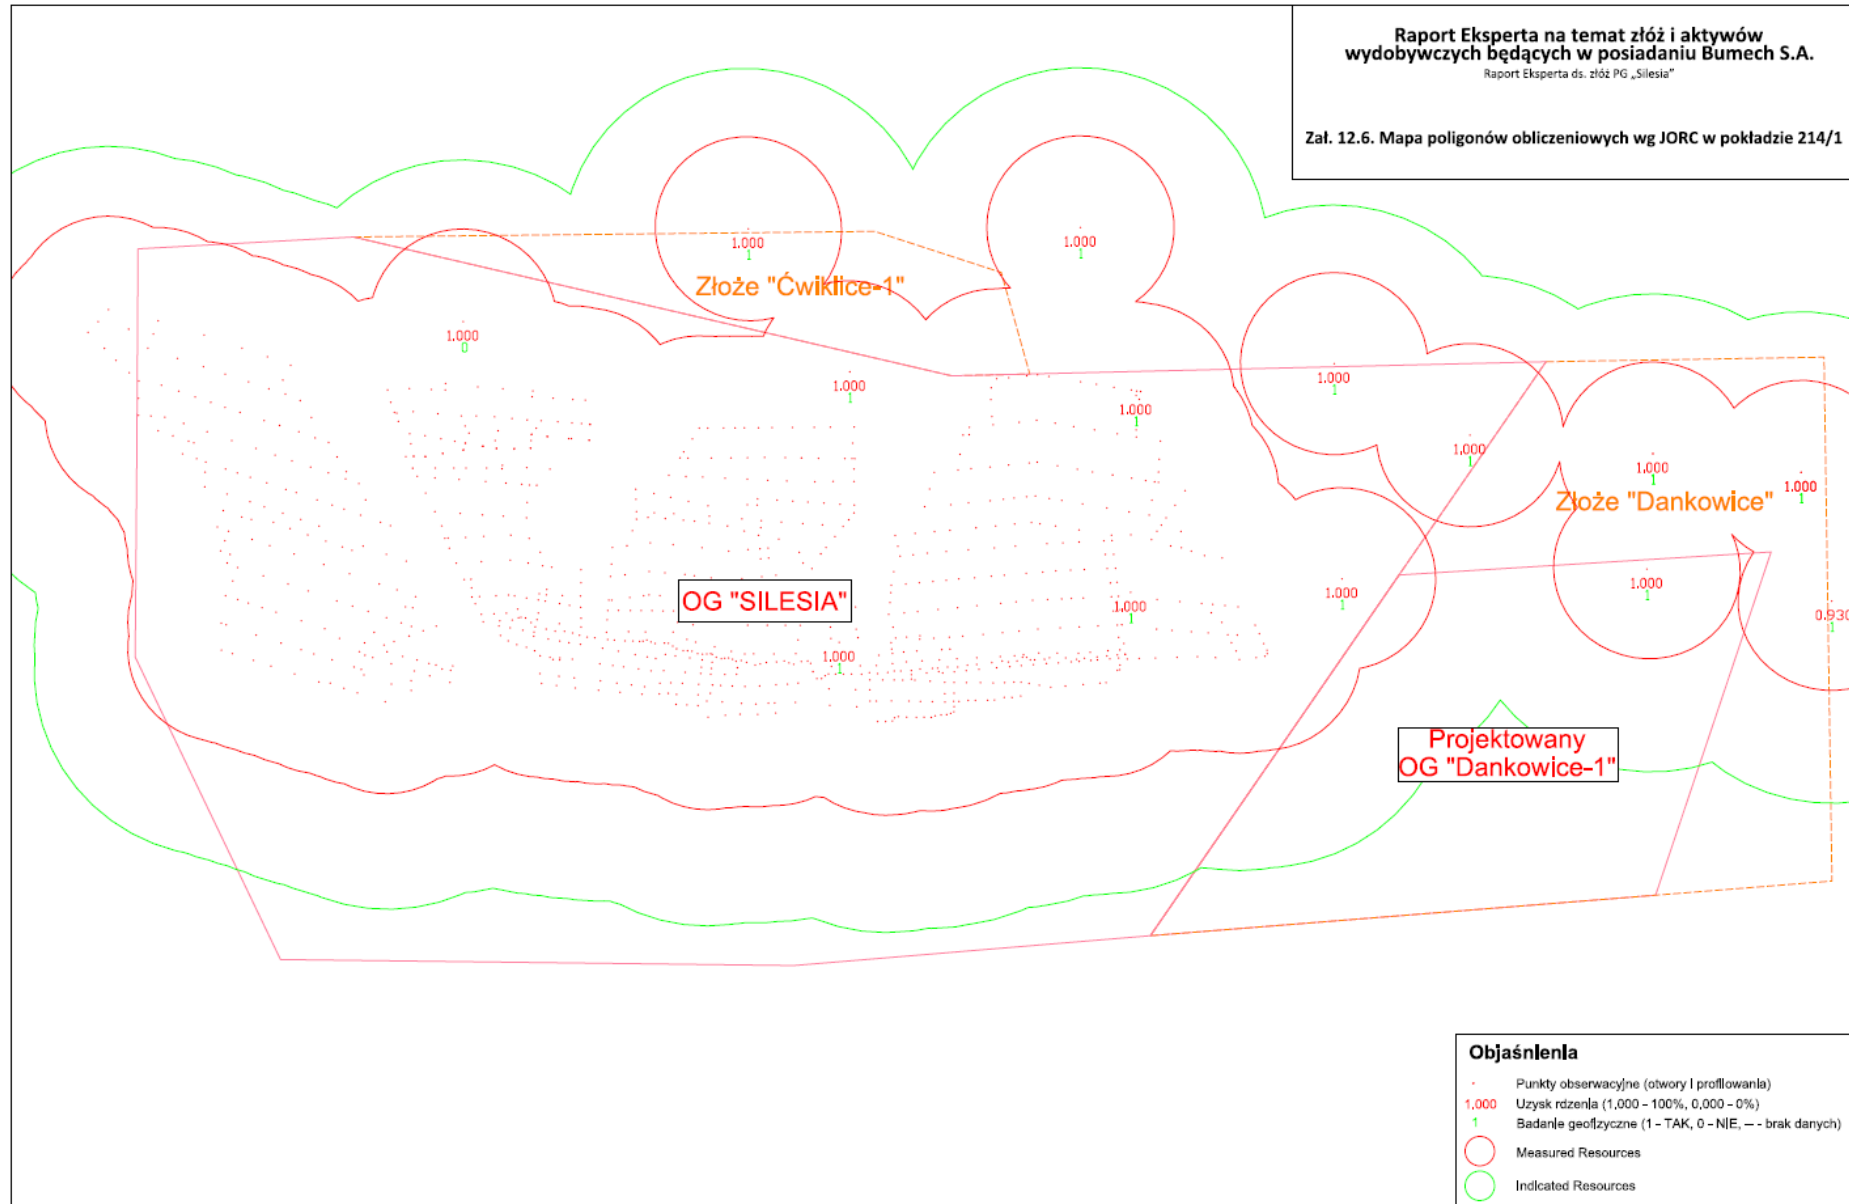 Raport Eksperta na temat złóż i aktywów
wydobywczych będących w posiadaniu Bumech S.A.
Raport Eksperta ds. złóż PG „Silesia”
Zał. 12.6. Mapa poligonów obliczeniowych wg JORC w pokładzie 214/1
1.000
1
1.000
1
Złoże "Ćwiklice-1"
1.000
0
1.000
1
1.000
1
1.000
1
1.000
1
1.000
1
1.000
1
Złoże "Dankowice"
OG "SILESIA"
1.000
1
1.000
1
1.000
1
0.930
1
1.000
1
Projektowany
OG "Dankowice-1"
Objaśnienia
Punkty obserwacyjne (otwory i profilowania)
1,000 Uzysk rdzenia (1,000 - 100%, 0,000 - 0%)
1 Badanie geofizyczne (1 - TAK, 0 - NIE, --- - brak danych)
Measured Resources
Indicated Resources